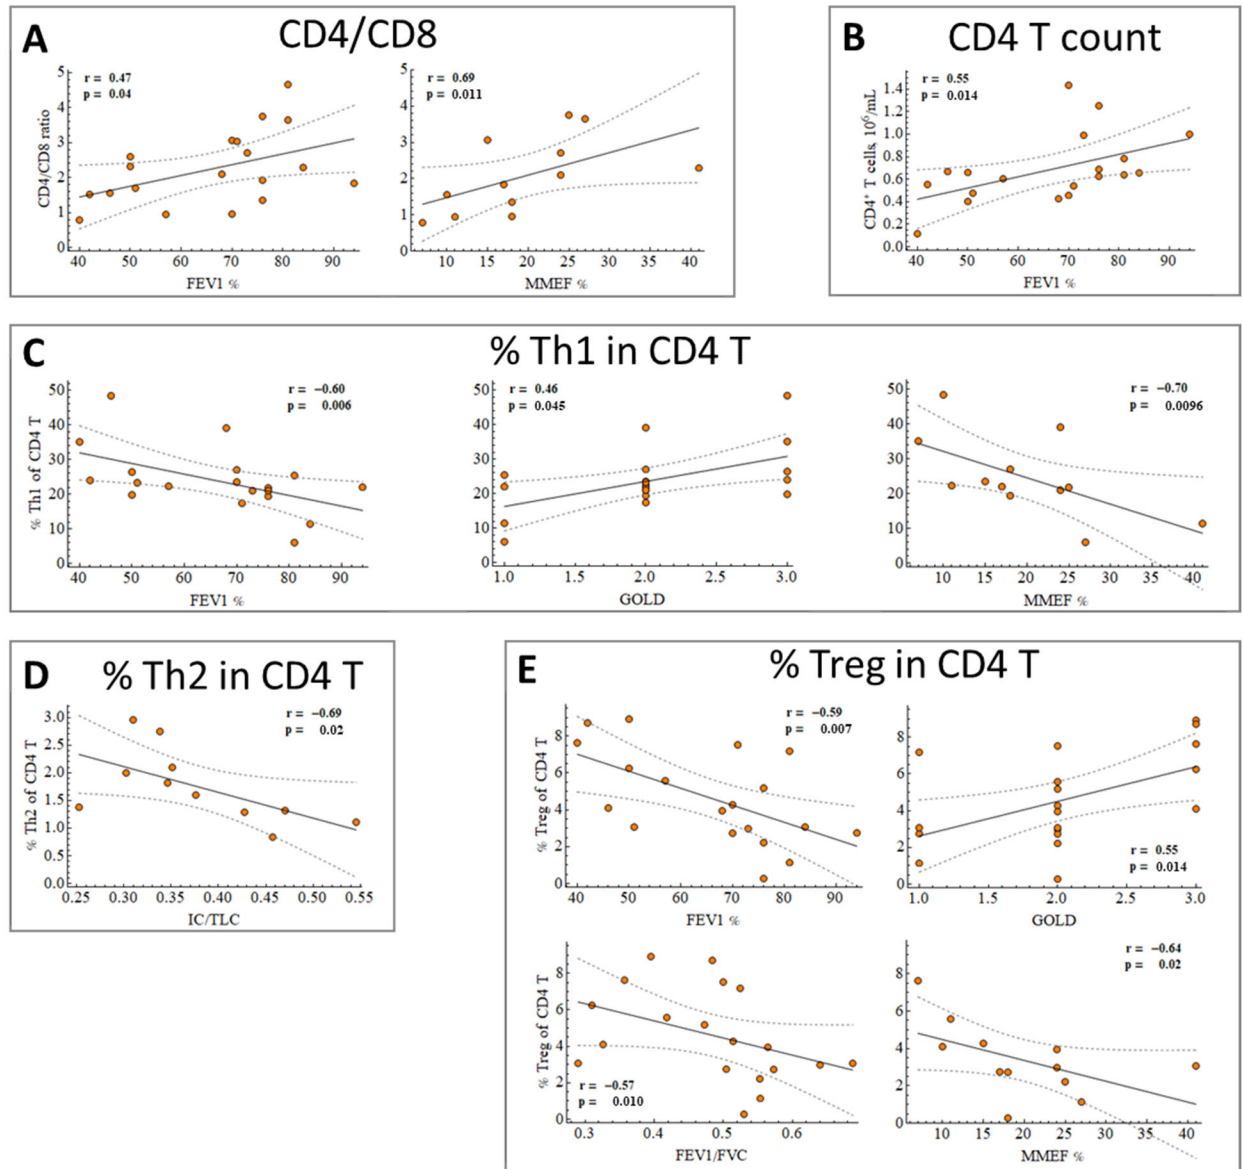 A CD4/CD8
r = 0.47
p = 0.04
CD4/CD8 ratio
5
4
3
2
1
0
40 50 60 70 80 90
FEV1 %
r = 0.69
p = 0.011
5
4
3
2
1
0
10 15 20 25 30 35 40
MMEF %
B CD4 T count
r = 0.55
p = 0.014
CD4+ T cells, 10^6/mL
1.4
1.2
1.0
0.8
0.6
0.4
0.2
0.0
40 50 60 70 80 90
FEV1 %
C % Th1 in CD4 T
r = −0.60
p = 0.006
% Th1 of CD4 T
50
40
30
20
10
0
40 50 60 70 80 90
FEV1 %
r = 0.46
p = 0.045
50
40
30
20
10
0
1.0 1.5 2.0 2.5 3.0
GOLD
r = −0.70
p = 0.0096
50
40
30
20
10
0
10 15 20 25 30 35 40
MMEF %
D % Th2 in CD4 T
r = −0.69
p = 0.02
% Th2 of CD4 T
3.0
2.5
2.0
1.5
1.0
0.5
0.0
0.25 0.30 0.35 0.40 0.45 0.50 0.55
IC/TLC
E % Treg in CD4 T
r = −0.59
p = 0.007
% Treg of CD4 T
8
6
4
2
0
40 50 60 70 80 90
FEV1 %
8
6
4
2
0
r = 0.55
p = 0.014
1.0 1.5 2.0 2.5 3.0
GOLD
% Treg of CD4 T
8
6
4
2
0
r = −0.57
p = 0.010
0.3 0.4 0.5 0.6
FEV1/FVC
r = −0.64
p = 0.02
8
6
4
2
0
10 15 20 25 30 35 40
MMEF %